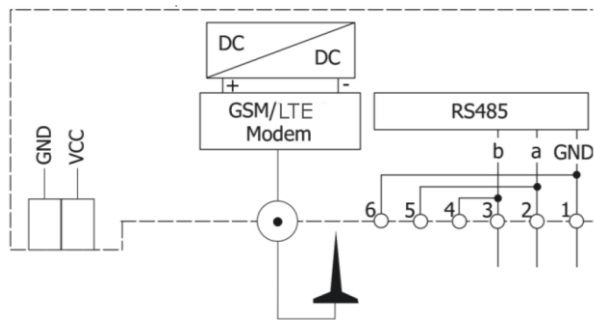 DC
DC
+ -
GSM/LTE
Modem
RS485
GND
VCC
b a GND
6 5 4 3 2 1